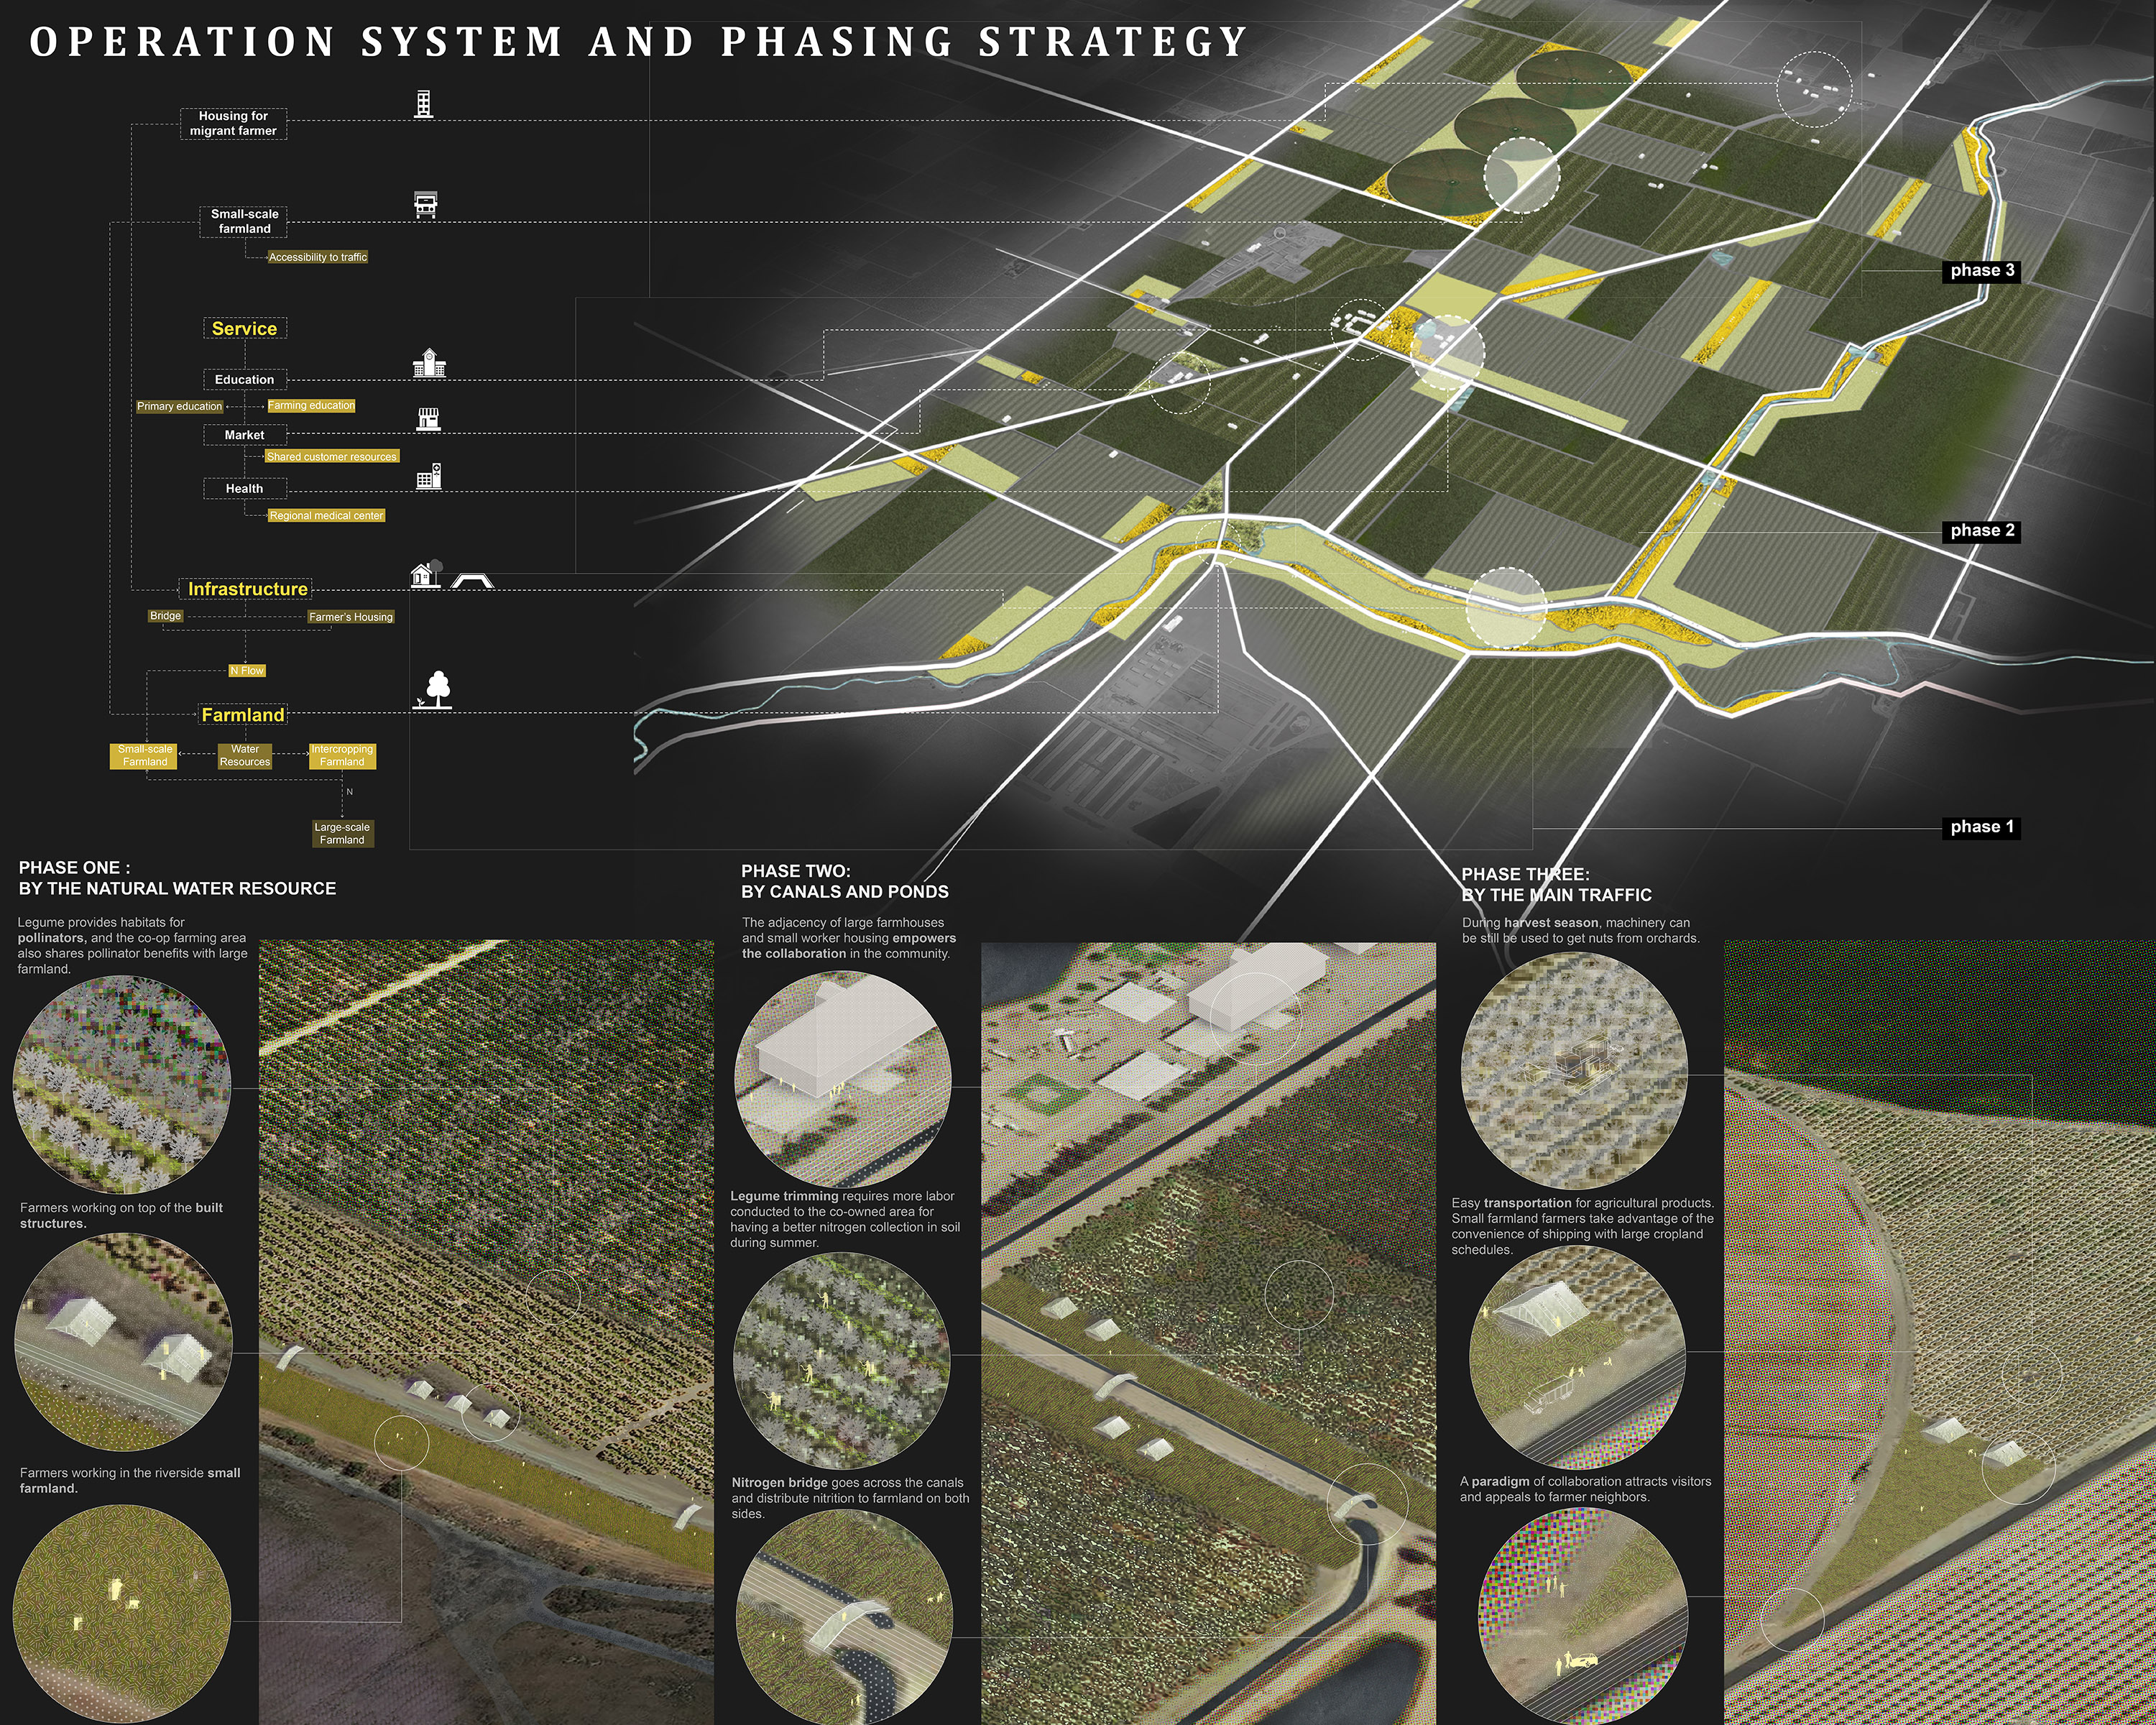 OPERATION SYSTEM AND PHASING STRATEGY
Housing for
migrant farmer
Small-scale
farmland
Accessibility to traffic
Service
Education
Primary education
Farming education
Market
Shared customer resources
Health
Regional medical center
Infrastructure
Bridge
Farmer's Housing
N Flow
Farmland
Small-scale
Farmland
Water
Resources
Intercropping
Farmland
N
Large-scale
Farmland
phase 3
phase 2
phase 1
PHASE ONE :
BY THE NATURAL WATER RESOURCE
Legume provides habitats for
pollinators, and the co-op farming area
also shares pollinator benefits with large
farmland.
Farmers working on top of the built
structures.
Farmers working in the riverside small
farmland.
PHASE TWO:
BY CANALS AND PONDS
The adjacency of large farmhouses
and small worker housing empowers
the collaboration in the community.
Legume trimming requires more labor
conducted to the co-owned area for
having a better nitrogen collection in soil
during summer.
Nitrogen bridge goes across the canals
and distribute nitrition to farmland on both
sides.
PHASE THREE:
BY THE MAIN TRAFFIC
During harvest season, machinery can
be still be used to get nuts from orchards.
Easy transportation for agricultural products.
Small farmland farmers take advantage of the
convenience of shipping with large cropland
schedules.
A paradigm of collaboration attracts visitors
and appeals to farmer neighbors.